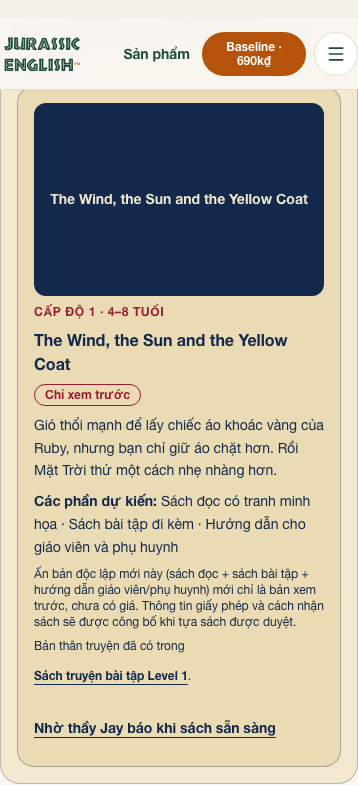 JURASSIC
ENGLISH™
Sản phẩm
Baseline ·
690k₫
The Wind, the Sun and the Yellow Coat
CẤP ĐỘ 1 · 4–8 TUỔI
The Wind, the Sun and the Yellow
Coat
Chỉ xem trước
Gió thổi mạnh để lấy chiếc áo khoác vàng của
Ruby, nhưng bạn chỉ giữ áo chặt hơn. Rồi
Mặt Trời thử một cách nhẹ nhàng hơn.
Các phần dự kiến: Sách đọc có tranh minh
họa · Sách bài tập đi kèm · Hướng dẫn cho
giáo viên và phụ huynh
Ấn bản độc lập mới này (sách đọc + sách bài tập +
hướng dẫn giáo viên/phụ huynh) mới chỉ là bản xem
trước, chưa có giá. Thông tin giấy phép và cách nhận
sách sẽ được công bố khi tựa sách được duyệt.
Bản thân truyện đã có trong
Sách truyện bài tập Level 1.
Nhờ thầy Jay báo khi sách sẵn sàng